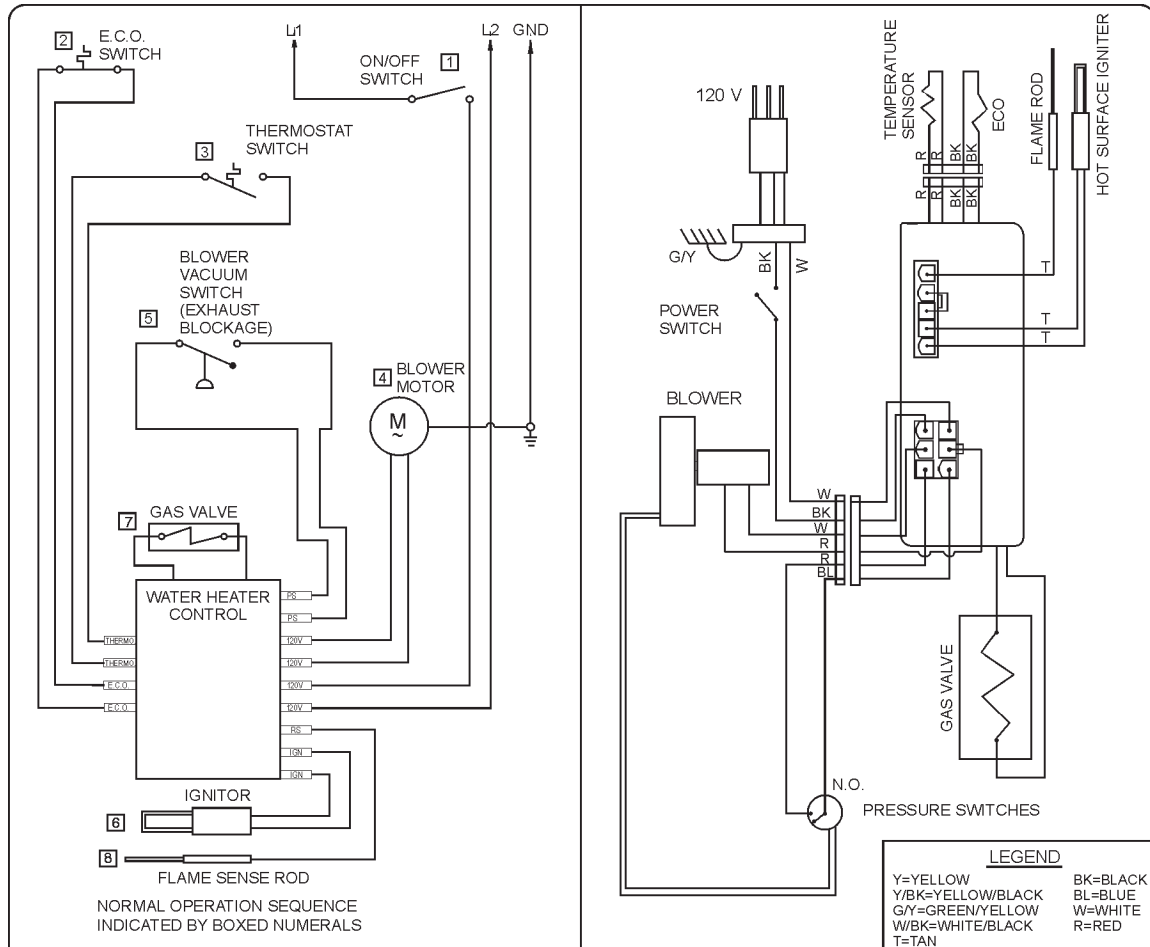 2
E.C.O.
SWITCH
L1
L2
GND
ON/OFF
SWITCH
1
THERMOSTAT
SWITCH
3
BLOWER
VACUUM
SWITCH
(EXHAUST
BLOCKAGE)
5
4
BLOWER
MOTOR
M
~
7
GAS VALVE
WATER HEATER
CONTROL
PS
PS
120V
120V
120V
120V
RS
IGN
IGN
THERMO.
THERMO.
E.C.O.
E.C.O.
IGNITOR
6
8
FLAME SENSE ROD
NORMAL OPERATION SEQUENCE
INDICATED BY BOXED NUMERALS
120 V
G/Y
BK
W
POWER
SWITCH
TEMPERATURE
SENSOR
ECO
FLAME ROD
HOT SURFACE IGNITER
R
R
BK
BK
R
R
BK
BK
T
T
T
BLOWER
W
BK
W
R
R
BL
GAS VALVE
N.O.
PRESSURE SWITCHES
LEGEND
Y=YELLOW
Y/BK=YELLOW/BLACK
G/Y=GREEN/YELLOW
W/BK=WHITE/BLACK
T=TAN
BK=BLACK
BL=BLUE
W=WHITE
R=RED